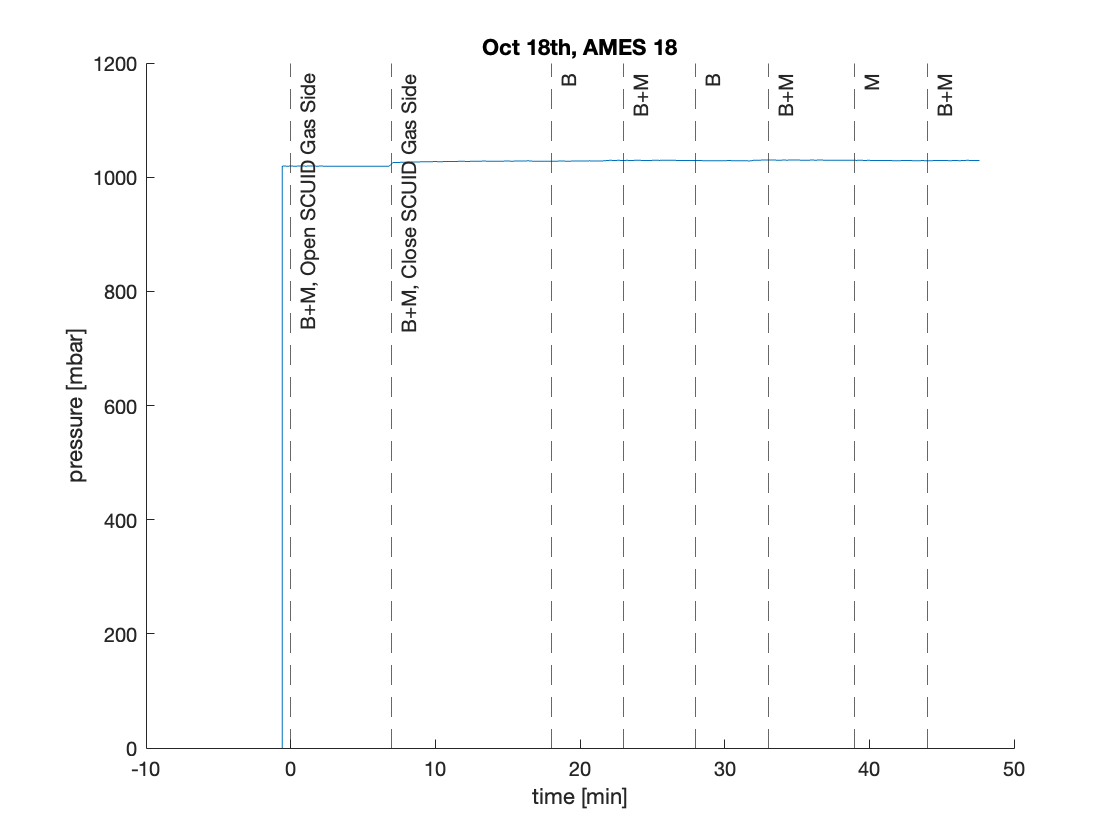 Oct 18th, AMES 18
1200
1000
800
600
400
200
0
pressure [mbar]
B+M, Open SCUID Gas Side
B+M, Close SCUID Gas Side
B
B+M
B
B+M
M
B+M
-10
0
10
20
30
40
50
time [min]